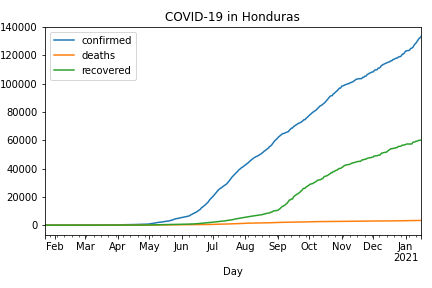 COVID-19 in Honduras
confirmed
deaths
recovered
140000
120000
100000
80000
60000
40000
20000
0
Feb Mar Apr May Jun Jul Aug Sep Oct Nov Dec Jan
2021
Day